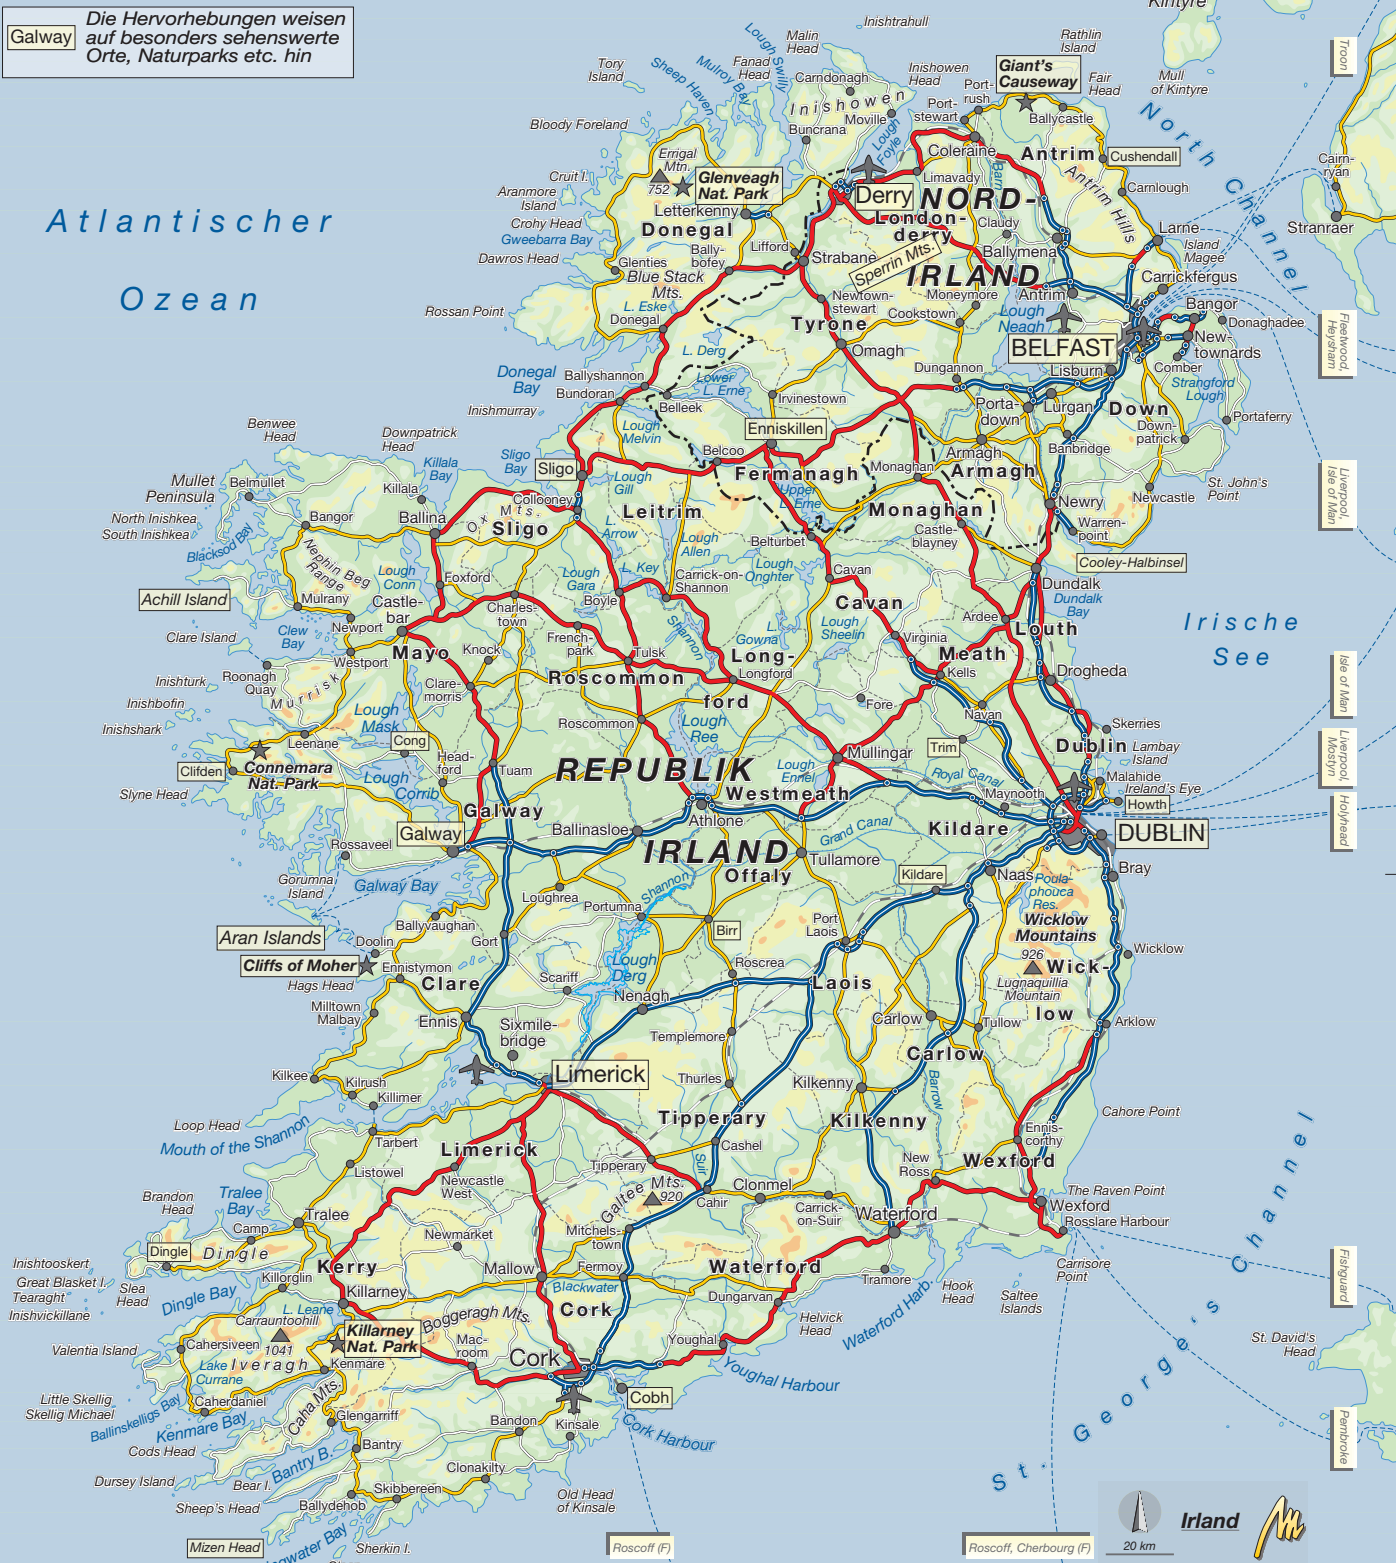 Die Hervorhebungen weisen
Galway
auf besonders sehenswerte
Orte, Naturparks etc. hin
Kintyre
Inishtrahull
Malin
Head
Rathlin
Island
Troon
Lough Swilly
Fanad
Head
Mulroy Bay
Sheep Haven
Tory
Island
Carndonagh
Inishowen
Head
Giant's
Causeway
Fair
Head
Mull
of Kintyre
Port-
rush
Port-
stewart
Inishowen
Moville
Ballycastle
Bloody Foreland
Buncrana
Lough
Foyle
North Channel
Coleraine
Antrim
Cushendall
Errigal
Mtn.
752
Glenveagh
Nat. Park
Limavady
Bann
Antrim Hills
Carnlough
Cairn-
ryan
Cruit I.
Aranmore
Island
Derry
NORD-
IRLAND
Letterkenny
Donegal
London-
derry
Claudy
Larne
Stranraer
Crohy Head
Gweebarra Bay
Dawros Head
Lifford
Bally-
bofey
Strabane
Sperrin Mts.
Ballymena
Island
Magee
Atlantischer
Ozean
Glenties
Blue Stack
Mts.
Carrickfergus
Antrim
Newtown-
stewart
Moneymore
Cookstown
Lough
Neagh
Bangor
Donaghadee
Rossan Point
L. Eske
Donegal
Tyrone
Omagh
BELFAST
New-
townards
Fleetwood,
Heysham
L. Derg
Dungannon
Lisburn
Comber
Strangford
Lough
Donegal
Bay
Ballyshannon
Bundoran
Lower
L. Erne
Belleek
Irvinestown
Porta-
down
Lurgan
Down
Portaferry
Inishmurray
Lough
Melvin
Enniskillen
Down-
patrick
Benwee
Head
Downpatrick
Head
Sligo
Bay
Sligo
Belcoo
Fermanagh
Monaghan
Armagh
Armagh
Banbridge
Killala
Bay
Mullet
Peninsula
Belmullet
Killala
Lough
Gill
Collooney
Upper
L. Erne
Newcastle
St. John's
Point
Liverpool,
Isle of Man
North Inishkea
South Inishkea
Bangor
Ballina
Ox Mts.
Sligo
Leitrim
Monaghan
Newry
Blacksod Bay
L.
Arrow
Lough
Allen
Belturbet
Castle-
blayney
Warren-
point
Nephin Beg
Range
Lough
Conn
Foxford
Lough
Gara
L. Key
Carrick-on-
Shannon
Lough
Onghter
Cavan
Cooley-Halbinsel
Achill Island
Mulrany
Castle-
bar
Charles-
town
Boyle
Cavan
Dundalk
Dundalk
Bay
Clare Island
Clew
Bay
Newport
French-
park
Shannon
L.
Gowna
Lough
Sheelin
Virginia
Ardee
Louth
Irische
See
Westport
Mayo
Knock
Tulsk
Long-
ford
Meath
Roonagh
Quay
Murrisk
Clare-
morris
Roscommon
Longford
Kells
Drogheda
Isle of Man
Inishturk
Inishbofin
Inishshark
Lough
Mask
Roscommon
Lough
Ree
Fore
Navan
Skerries
Leenane
Cong
Head-
ford
Mullingar
Trim
Dublin
Lambay
Island
Liverpool,
Mostyn
Clifden
Connemara
Nat. Park
Lough
Corrib
Tuam
REPUBLIK
IRLAND
Lough
Ennel
Royal Canal
Malahide
Ireland's Eye
Slyne Head
Westmeath
Maynooth
Howth
Holyhead
Galway
Galway
Ballinasloe
Athlone
Grand Canal
Kildare
DUBLIN
Rossaveel
Tullamore
Offaly
Kildare
Naas
Bray
Gorumna
Island
Galway Bay
Loughrea
Shannon
Portumna
Poula-
phouca
Res.
Aran Islands
Ballyvaughan
Birr
Port
Laois
Wicklow
Mountains
Doolin
Gort
Cliffs of Moher
Ennistymon
Lough
Derg
Roscrea
926
Wicklow
Hags Head
Clare
Scariff
Laois
Lugnaquillia
Mountain
Wick-
low
Milltown
Malbay
Nenagh
Ennis
Sixmile-
bridge
Templemore
Carlow
Tullow
Arklow
Carlow
Kilkee
Kilrush
Limerick
Thurles
Kilkenny
Barrow
Killimer
Loop Head
Mouth of the Shannon
Tipperary
Kilkenny
Cahore Point
Tarbert
Limerick
Cashel
Ennis-
corthy
Listowel
Newcastle
West
Tipperary
Suir
New
Ross
Wexford
Brandon
Head
Tralee
Bay
Galtee Mts.
920
Cahir
Clonmel
The Raven Point
Tralee
Carrick-
on-Suir
Waterford
Wexford
Rosslare Harbour
Camp
Newmarket
Mitchels-
town
Dingle
Dingle
Kerry
Mallow
Fermoy
Waterford
Tramore
Carrisore
Point
Inishtooskert
Great Blasket I.
Tearaght
Inishvickillane
Slea
Head
Killorglin
Killarney
Blackwater
Dungarvan
Hook
Head
Saltee
Islands
Fishguard
Dingle Bay
L. Leane
Carrauntoohill
Boggeragh Mts.
Cork
Helvick
Head
Waterford Harb.
St. George's Channel
Valentia Island
Cahersiveen
1041
Killarney
Nat. Park
Mac-
room
Youghal
St. David's
Head
Lake
Currane
Iveragh
Kenmare
Cork
Youghal Harbour
Little Skellig
Skellig Michael
Ballinskelligs Bay
Caherdaniel
Caha Mts.
Cobh
Kenmare Bay
Glengarriff
Bandon
Kinsale
Cork Harbour
Pembroke
Cods Head
Bantry
Bantry B.
Dursey Island
Bear I.
Clonakilty
Skibbereen
Sheep's Head
Ballydehob
Old Head
of Kinsale
Mizen Head
Sherkin I.
Roscoff (F)
Roscoff, Cherbourg (F)
20 km
Irland